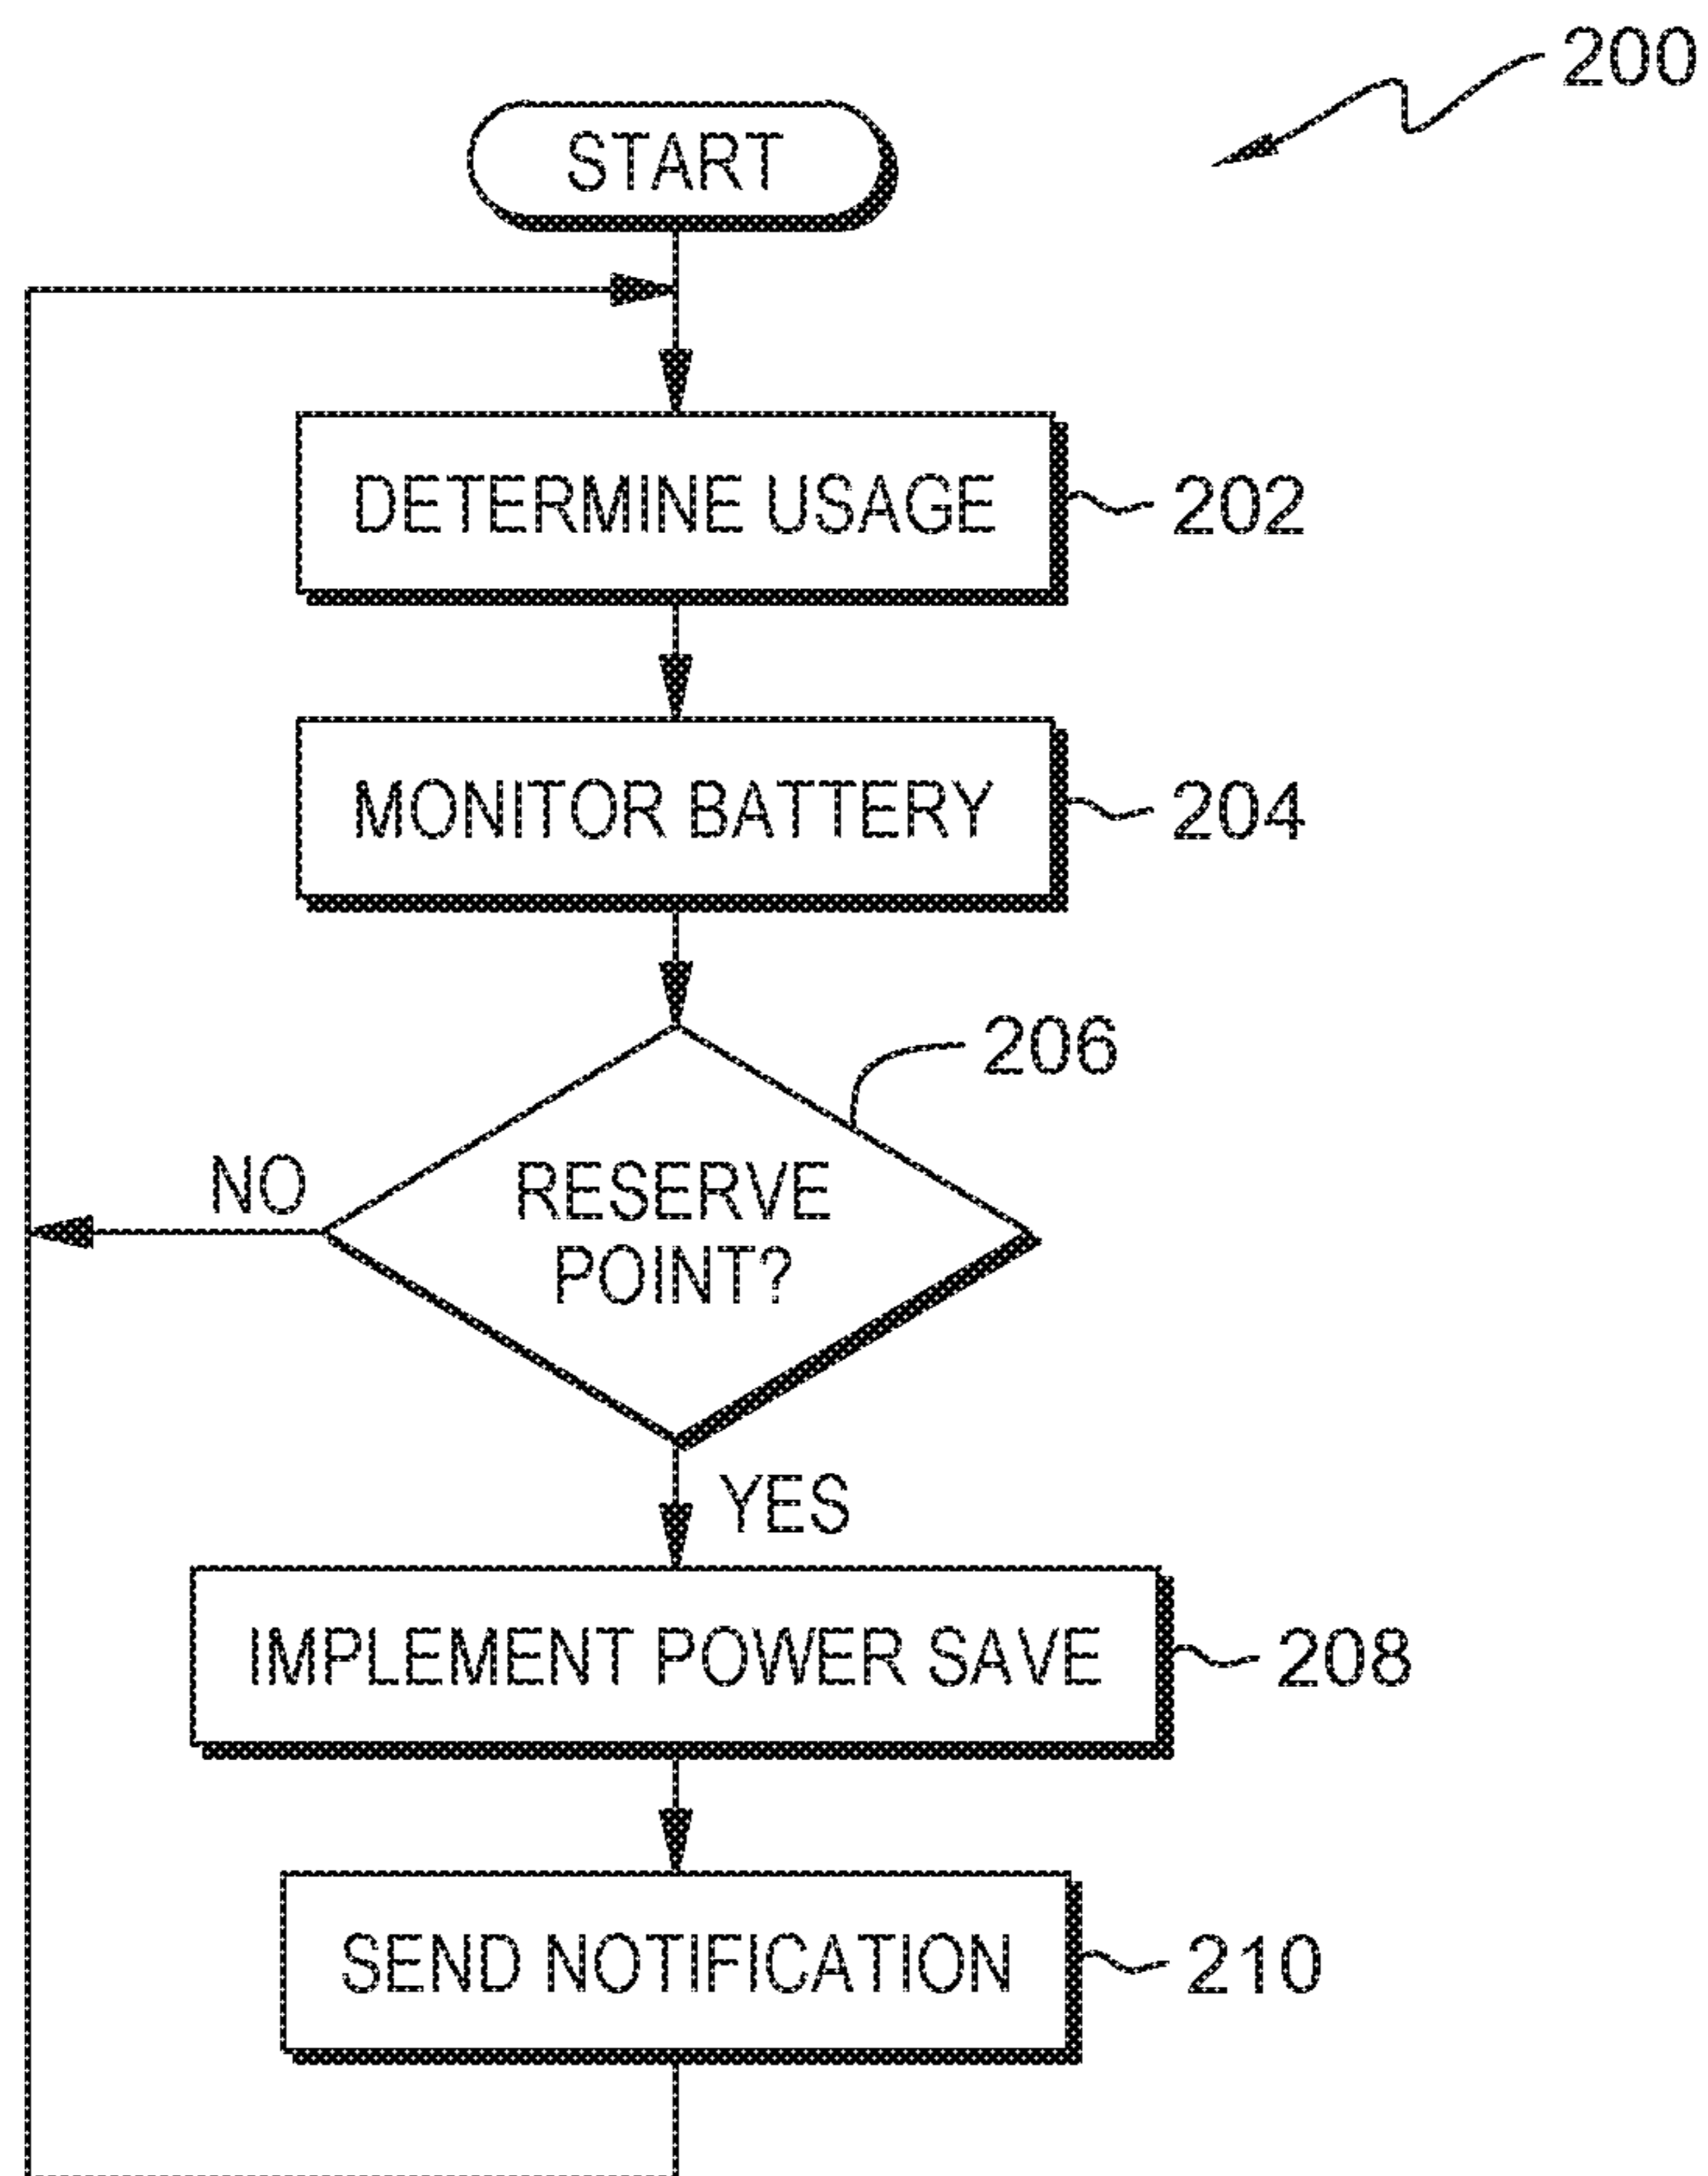 200
START
DETERMINE USAGE
202
MONITOR BATTERY
204
206
RESERVE
POINT?
NO
YES
IMPLEMENT POWER SAVE
208
SEND NOTIFICATION
210